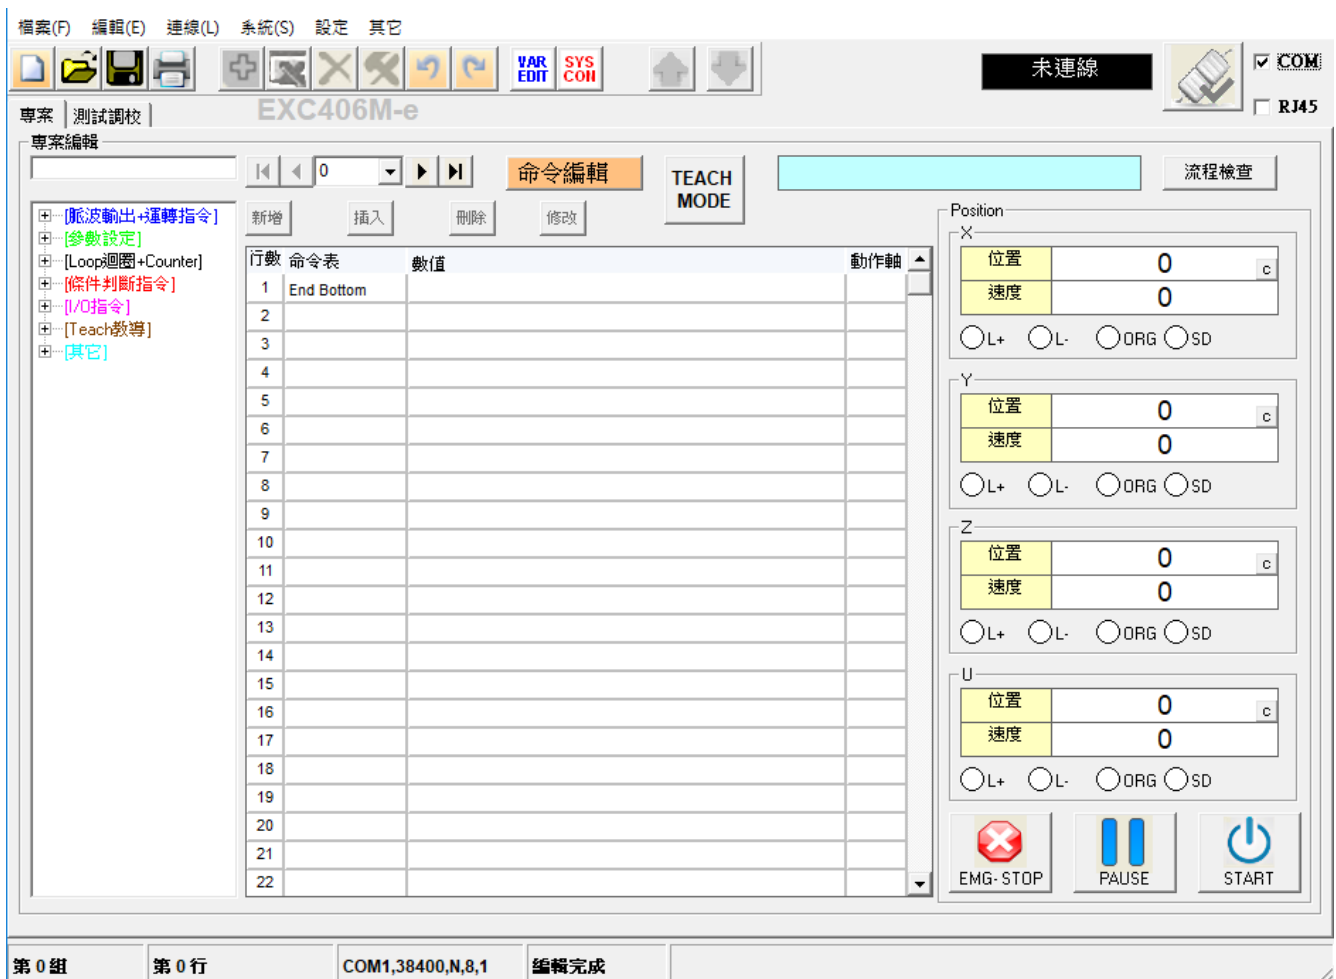 檔案(F) 編輯(E) 連線(L) 系統(S) 設定 其它
VAR EDIT
SYS CON
未連線
COM
RJ45
專案 測試調校
EXC406M-e
專案編輯
0
命令編輯
TEACH MODE
流程檢查
新增 插入 刪除 修改
[脈波輸出+運轉指令]
[參數設定]
[Loop迴圈+Counter]
[條件判斷指令]
[I/O指令]
[Teach教導]
[其它]
行數 命令表 數值 動作軸
1 End Bottom
2
3
4
5
6
7
8
9
10
11
12
13
14
15
16
17
18
19
20
21
22
Position
X
位置 0 c
速度 0
L+ L- ORG SD
Y
位置 0 c
速度 0
L+ L- ORG SD
Z
位置 0 c
速度 0
L+ L- ORG SD
U
位置 0 c
速度 0
L+ L- ORG SD
EMG-STOP PAUSE START
第 0 組 第 0 行 COM1,38400,N,8,1 編輯完成